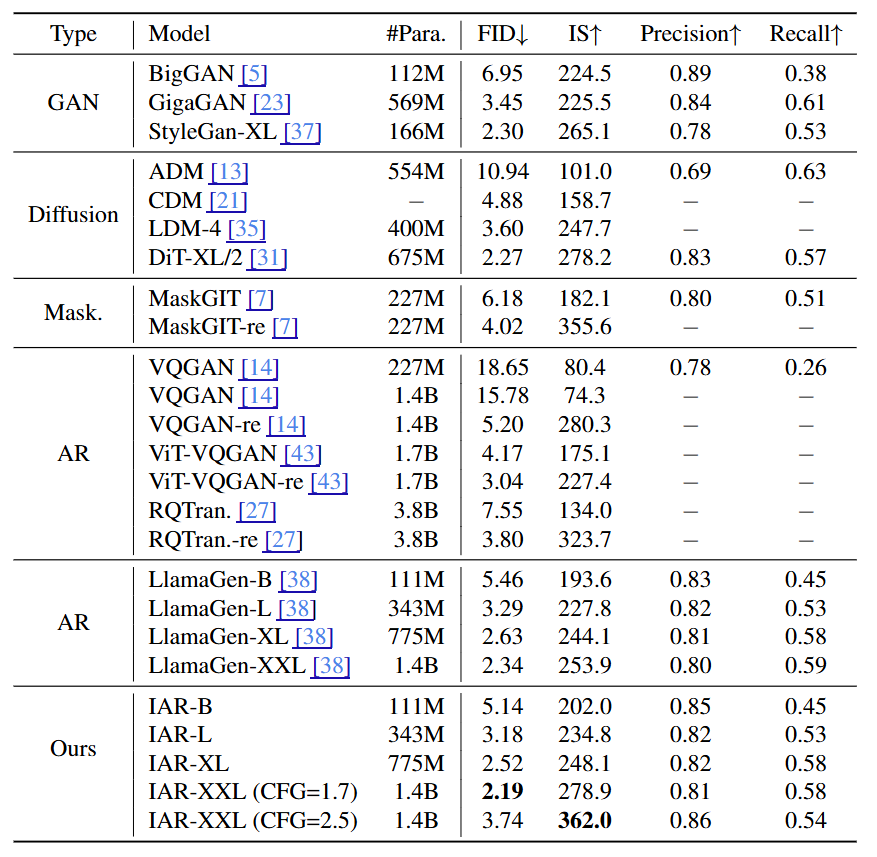 Type Model #Para. FID↓ IS↑ Precision↑ Recall↑
GAN BigGAN [5] 112M 6.95 224.5 0.89 0.38
GigaGAN [23] 569M 3.45 225.5 0.84 0.61
StyleGan-XL [37] 166M 2.30 265.1 0.78 0.53
Diffusion ADM [13] 554M 10.94 101.0 0.69 0.63
CDM [21] − 4.88 158.7 − −
LDM-4 [35] 400M 3.60 247.7 − −
DiT-XL/2 [31] 675M 2.27 278.2 0.83 0.57
Mask. MaskGIT [7] 227M 6.18 182.1 0.80 0.51
MaskGIT-re [7] 227M 4.02 355.6 − −
AR VQGAN [14] 227M 18.65 80.4 0.78 0.26
VQGAN [14] 1.4B 15.78 74.3 − −
VQGAN-re [14] 1.4B 5.20 280.3 − −
ViT-VQGAN [43] 1.7B 4.17 175.1 − −
ViT-VQGAN-re [43] 1.7B 3.04 227.4 − −
RQTran. [27] 3.8B 7.55 134.0 − −
RQTran.-re [27] 3.8B 3.80 323.7 − −
AR LlamaGen-B [38] 111M 5.46 193.6 0.83 0.45
LlamaGen-L [38] 343M 3.29 227.8 0.82 0.53
LlamaGen-XL [38] 775M 2.63 244.1 0.81 0.58
LlamaGen-XXL [38] 1.4B 2.34 253.9 0.80 0.59
Ours IAR-B 111M 5.14 202.0 0.85 0.45
IAR-L 343M 3.18 234.8 0.82 0.53
IAR-XL 775M 2.52 248.1 0.82 0.58
IAR-XXL (CFG=1.7) 1.4B 2.19 278.9 0.81 0.58
IAR-XXL (CFG=2.5) 1.4B 3.74 362.0 0.86 0.54